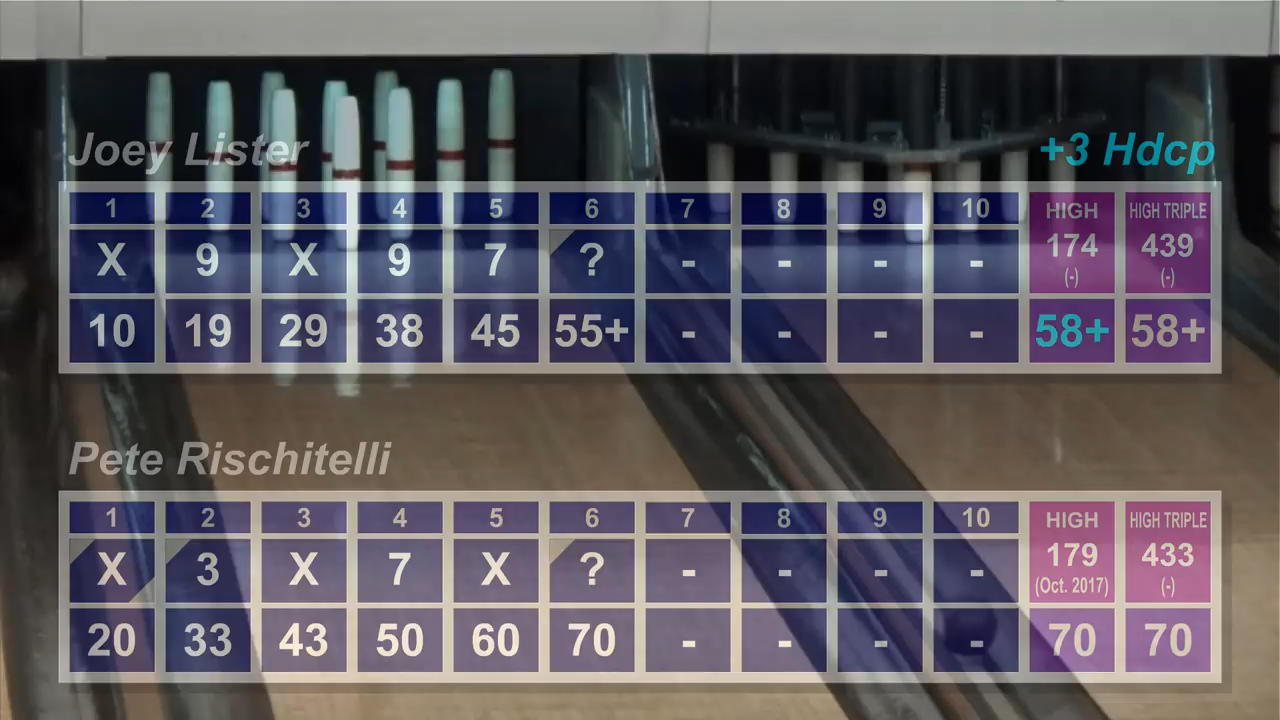 Joey Lister +3 Hdcp
1 2 3 4 5 6 7 8 9 10 HIGH HIGH TRIPLE
X 9 X 9 7 ? - - - - 174 (-) 439 (-)
10 19 29 38 45 55+ - - - - 58+ 58+
Pete Rischitelli
1 2 3 4 5 6 7 8 9 10 HIGH HIGH TRIPLE
X 3 X 7 X ? - - - - 179 (Oct. 2017) 433 (-)
20 33 43 50 60 70 - - - - 70 70